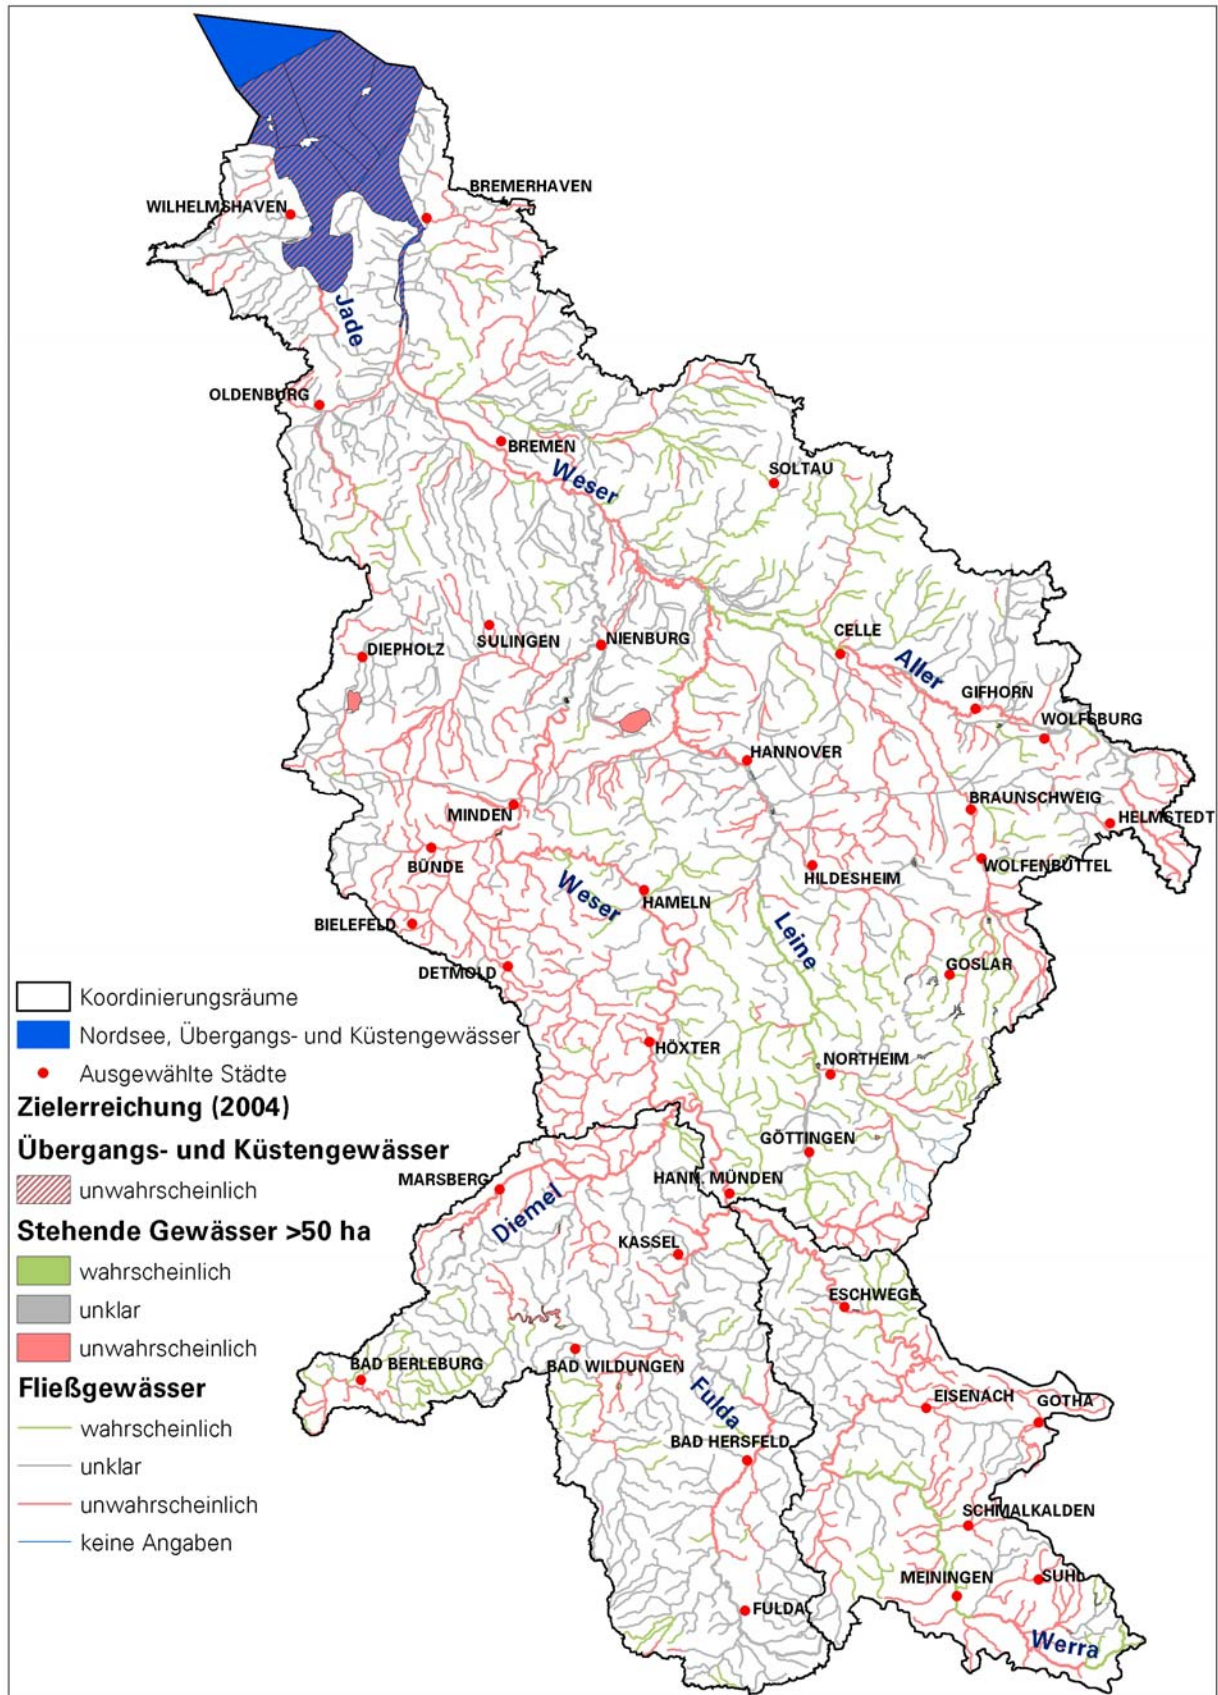 BREMERHAVEN
WILHELMSHAVEN
Jade
OLDENBURG
BREMEN
Weser
SOLTAU
CELLE
SULINGEN
NIENBURG
DIEPHOLZ
Aller
GIFHORN
WOLFSBURG
HANNOVER
BRAUNSCHWEIG
MINDEN
HELMSTEDT
BÜNDE
WOLFENBÜTTEL
HILDESHEIM
Weser
HAMELN
BIELEFELD
Leine
DETMOLD
GOSLAR
HÖXTER
NORTHEIM
GÖTTINGEN
MARSBERG
HANN. MÜNDEN
Diemel
KASSEL
ESCHWEGE
BAD BERLEBURG
BAD WILDUNGEN
Fulda
EISENACH
GOTHA
BAD HERSFELD
SCHMALKALDEN
MEININGEN
SUHL
FULDA
Werra
Koordinierungsräume
Nordsee, Übergangs- und Küstengewässer
Ausgewählte Städte
Zielerreichung (2004)
Übergangs- und Küstengewässer
unwahrscheinlich
Stehende Gewässer >50 ha
wahrscheinlich
unklar
unwahrscheinlich
Fließgewässer
wahrscheinlich
unklar
unwahrscheinlich
keine Angaben